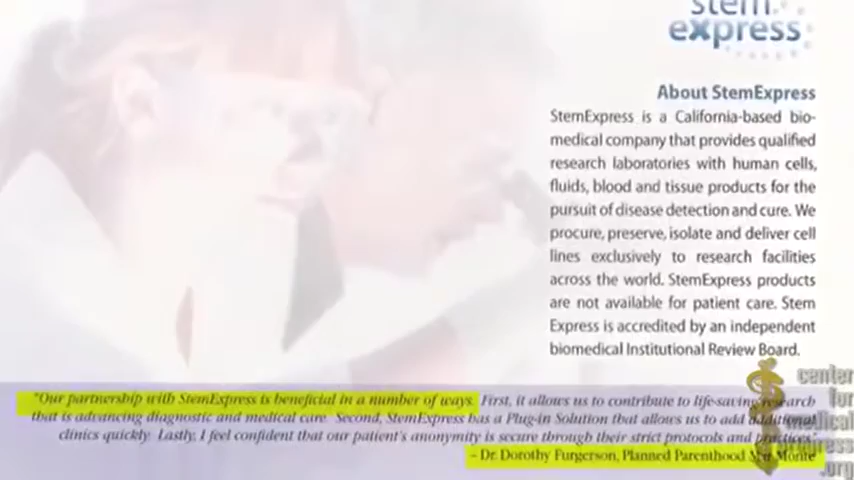 stem
express
About StemExpress
StemExpress is a California-based bio-
medical company that provides qualified
research laboratories with human cells,
fluids, blood and tissue products for the
pursuit of disease detection and cure. We
procure, preserve, isolate and deliver cell
lines exclusively to research facilities
across the world. StemExpress products
are not available for patient care. Stem
Express is accredited by an independent
biomedical Institutional Review Board.
"Our partnership with StemExpress is beneficial in a number of ways. First, it allows us to contribute to life-saving research
that is advancing diagnostic and medical care. Second, StemExpress has a Plug-in Solution that allows us to add additional
clinics quickly. Lastly, I feel confident that our patient's anonymity is secure through their strict protocols and practices"
- Dr. Dorothy Furgerson, Planned Parenthood Mar Monte
center
for
medical
progress
.org